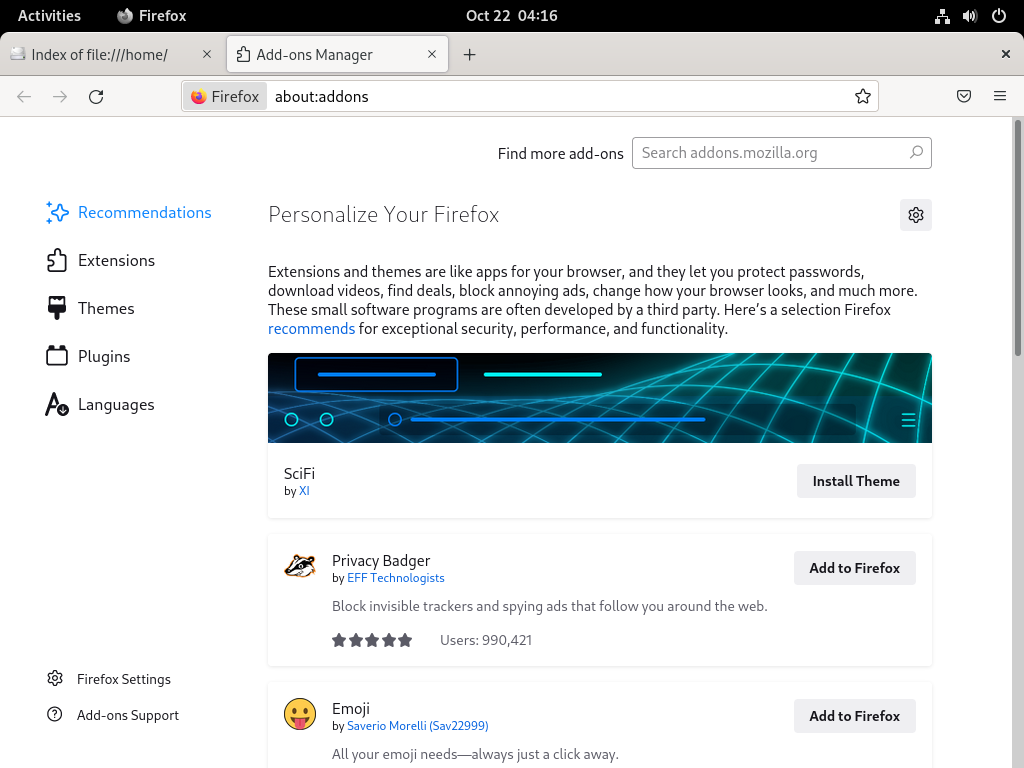 Activities
Firefox
Oct 22 04:16
Index of file:///home/
Add-ons Manager
Firefox
about:addons
Find more add-ons
Search addons.mozilla.org
Recommendations
Extensions
Themes
Plugins
Languages
Firefox Settings
Add-ons Support
Personalize Your Firefox
Extensions and themes are like apps for your browser, and they let you protect passwords,
download videos, find deals, block annoying ads, change how your browser looks, and much more.
These small software programs are often developed by a third party. Here’s a selection Firefox
recommends for exceptional security, performance, and functionality.
SciFi
by XI
Install Theme
Privacy Badger
by EFF Technologists
Add to Firefox
Block invisible trackers and spying ads that follow you around the web.
Users: 990,421
Emoji
by Saverio Morelli (Sav22999)
Add to Firefox
All your emoji needs—always just a click away.